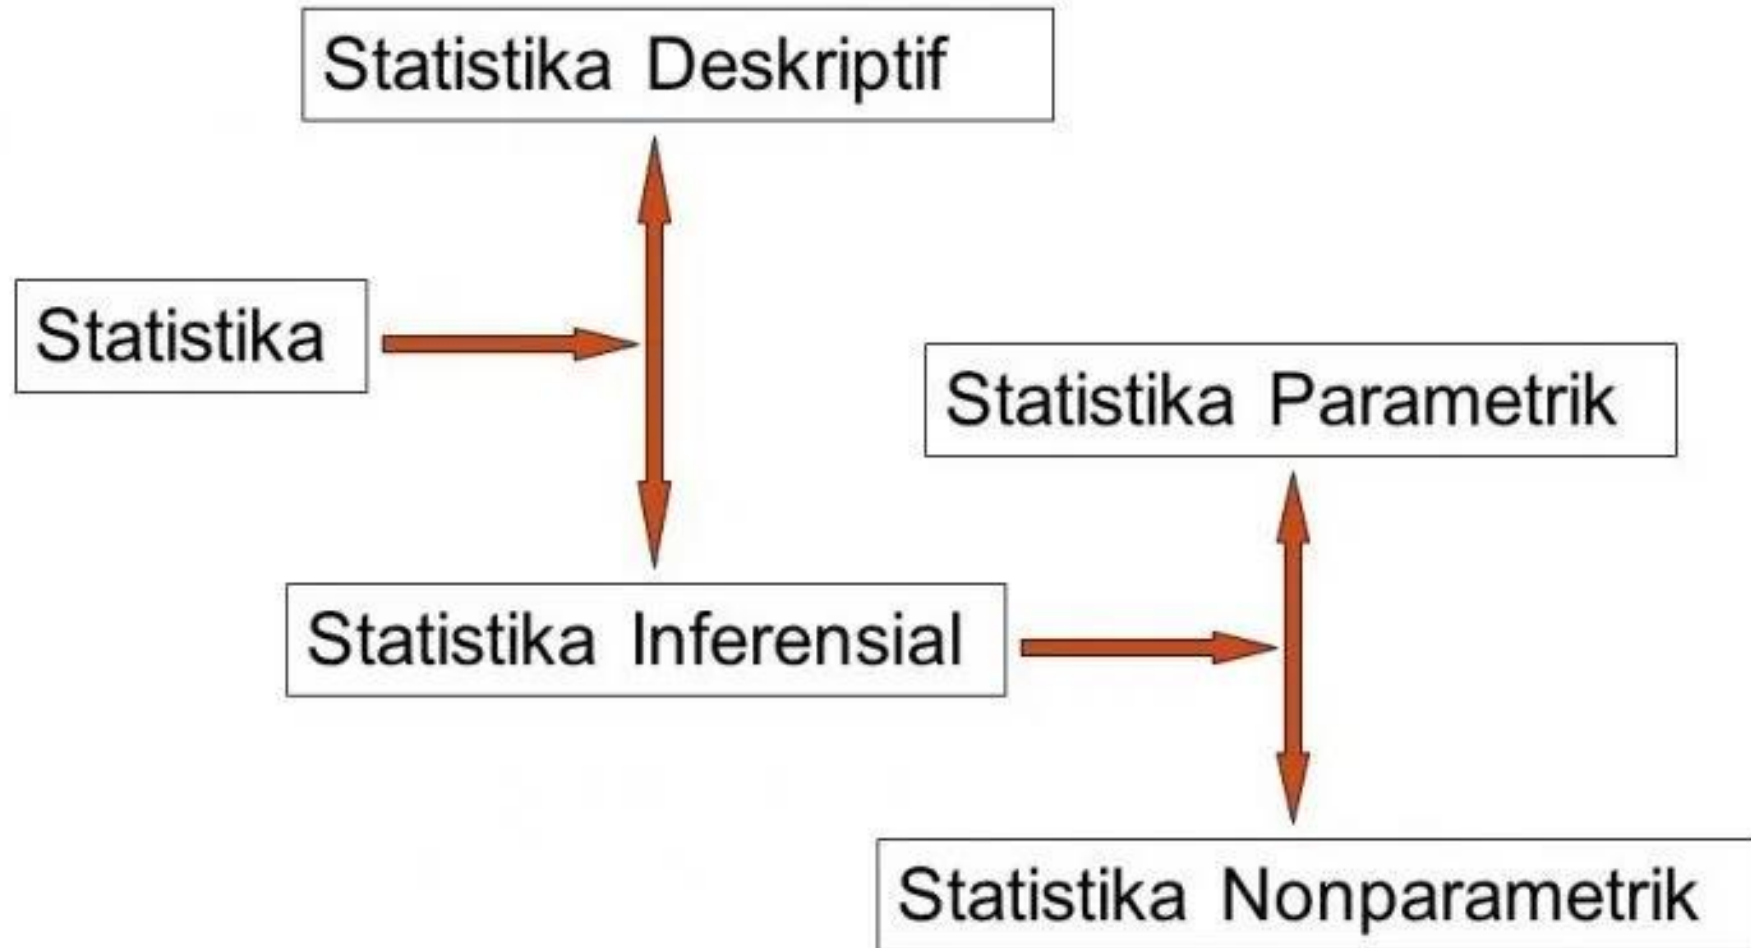 Statistika Deskriptif
Statistika
Statistika Parametrik
Statistika Inferensial
Statistika Nonparametrik